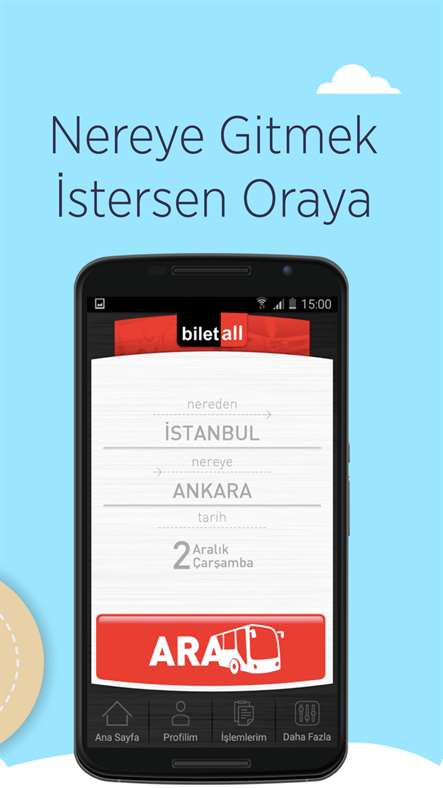 Nereye Gitmek
İstersen Oraya
15:00
biletall
nereden
İSTANBUL
nereye
ANKARA
tarih
2 Aralık
Çarşamba
ARA
Ana Sayfa Profilim İşlemlerim Daha Fazla